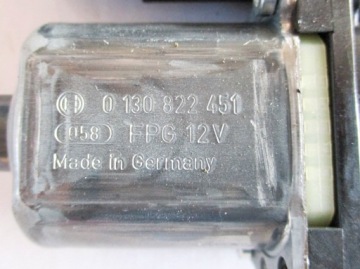 0 130 822 451
058 FPG 12V
Made in Germany